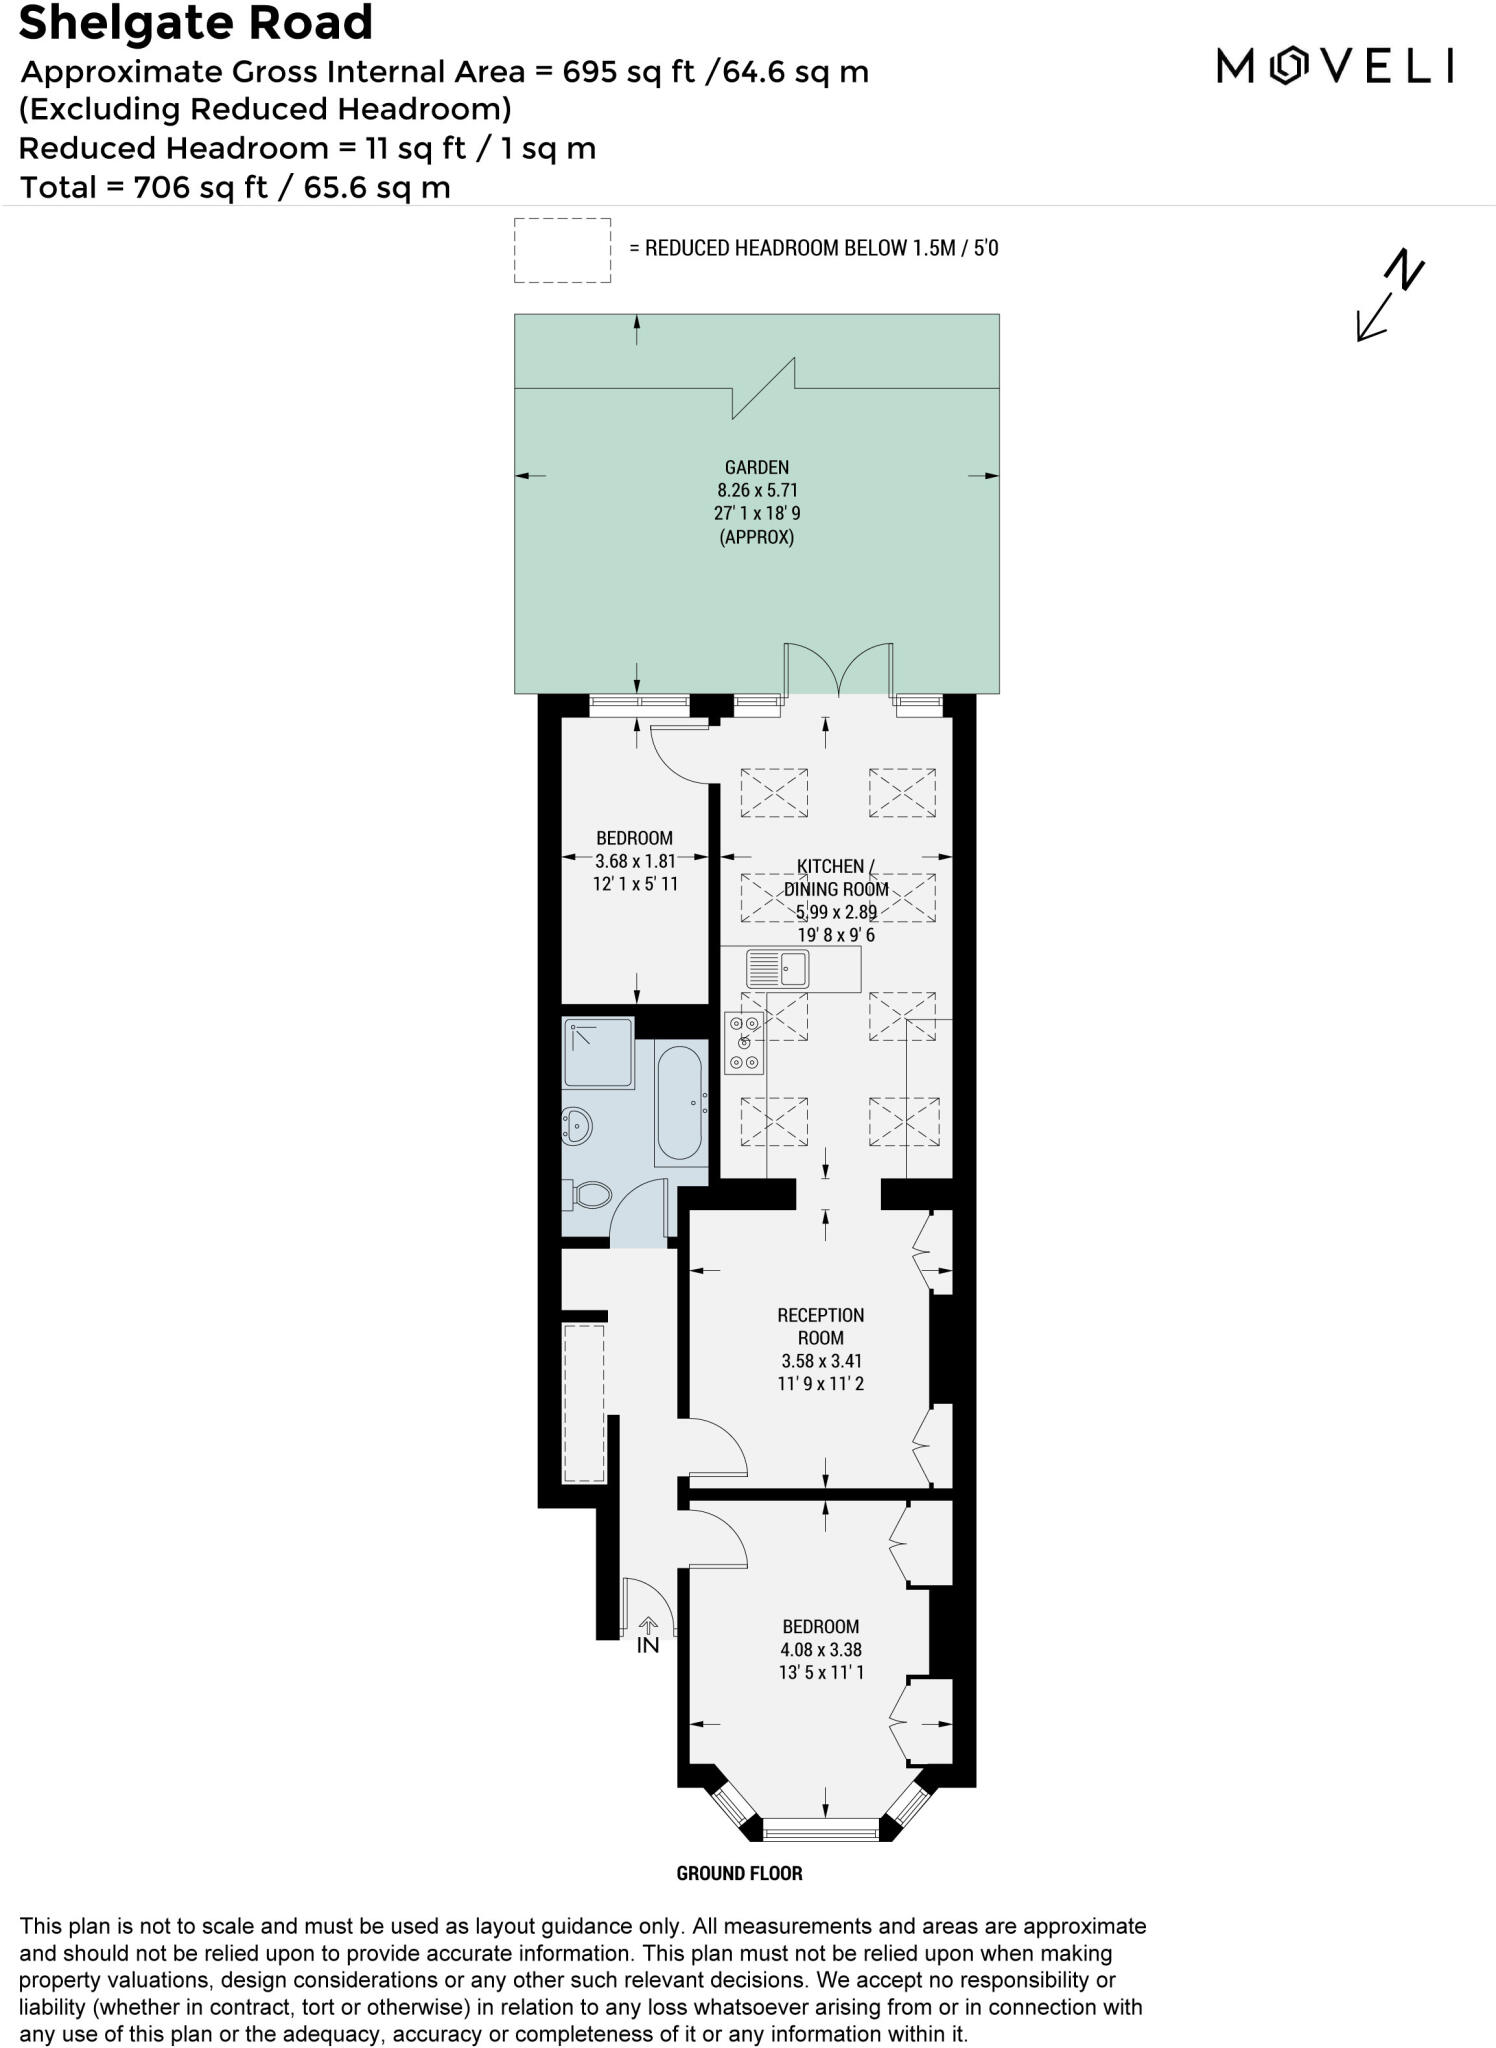 Shelgate Road
Approximate Gross Internal Area = 695 sq ft /64.6 sq m
(Excluding Reduced Headroom)
Reduced Headroom = 11 sq ft / 1 sq m
Total = 706 sq ft / 65.6 sq m
MOVELI
= REDUCED HEADROOM BELOW 1.5M / 5'0
N
GARDEN
8.26 x 5.71
27' 1 x 18' 9
(APPROX)
BEDROOM
3.68 x 1.81
12' 1 x 5' 11
KITCHEN /
DINING ROOM
5.99 x 2.89
19' 8 x 9' 6
RECEPTION
ROOM
3.58 x 3.41
11' 9 x 11' 2
BEDROOM
4.08 x 3.38
13' 5 x 11' 1
IN
GROUND FLOOR
This plan is not to scale and must be used as layout guidance only. All measurements and areas are approximate
and should not be relied upon to provide accurate information. This plan must not be relied upon when making
property valuations, design considerations or any other such relevant decisions. We accept no responsibility or
liability (whether in contract, tort or otherwise) in relation to any loss whatsoever arising from or in connection with
any use of this plan or the adequacy, accuracy or completeness of it or any information within it.